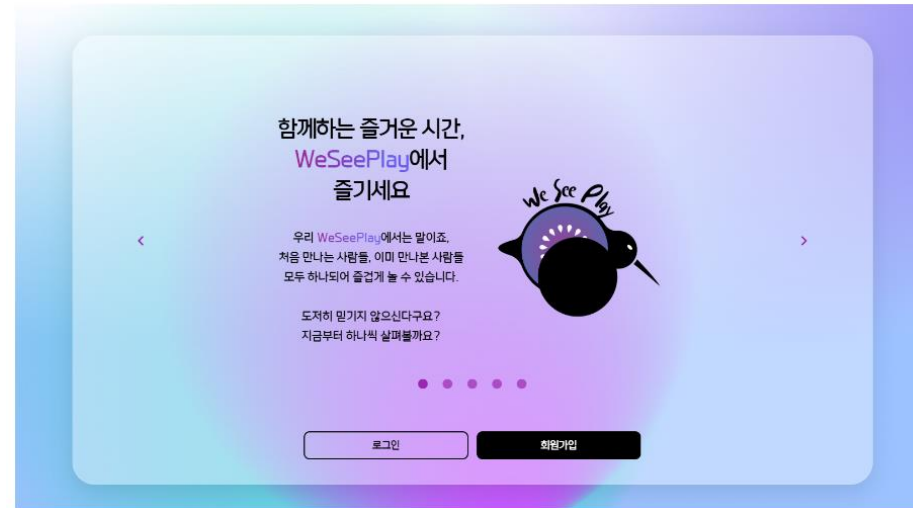 함께하는 즐거운 시간,
WeSeePlay에서
즐기세요
We See Play
우리 WeSeePlay에서는 말이죠,
처음 만나는 사람들, 이미 만나본 사람들
모두 하나되어 즐겁게 놀 수 있습니다.
도저히 믿기지 않으신다구요?
지금부터 하나씩 살펴볼까요?
로그인
회원가입